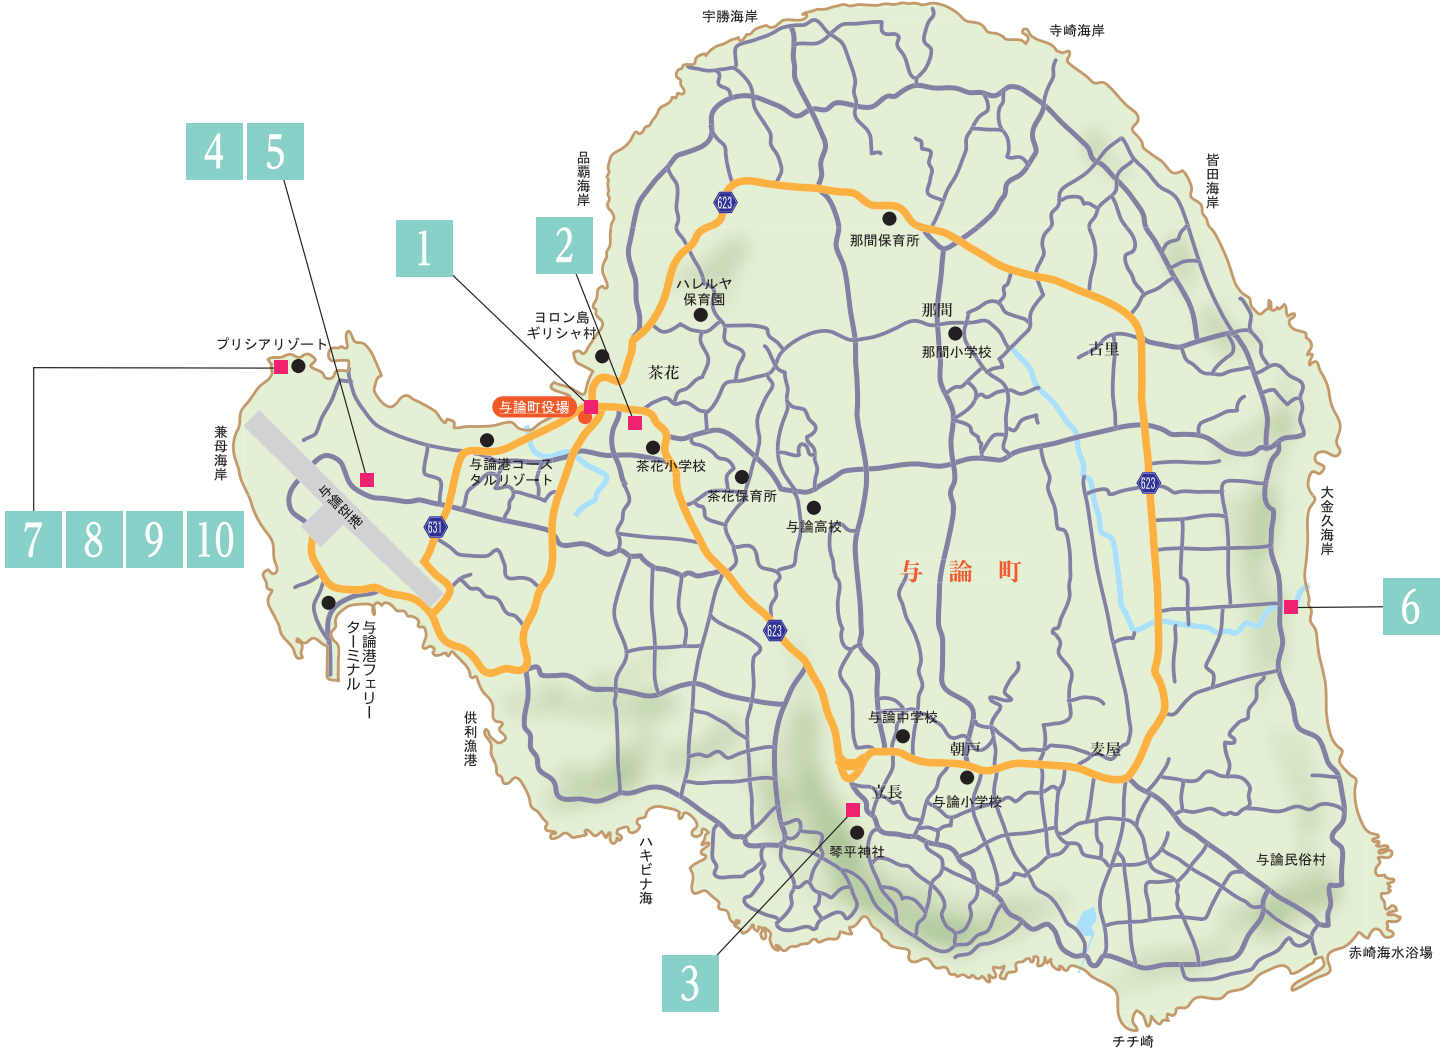 宇勝海岸
寺崎海岸
4
5
品覇海岸
皆田海岸
623
1
2
那間保育所
ハレルヤ
保育園
ヨロン島
ギリシャ村
那間
那間小学校
古里
プリシアリゾート
茶花
与論町役場
兼母海岸
与論港コース
タルリゾート
茶花小学校
茶花保育所
623
与論空港
631
与論高校
大金久海岸
7
8
9
10
与論町
6
623
与論港フェリー
ターミナル
供利漁港
与論中学校
朝戸
麦屋
立長
与論小学校
ハキビナ海
琴平神社
与論民俗村
3
赤崎海水浴場
チチ崎